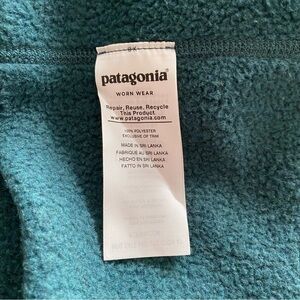 patagonia®
WORN WEAR
Repair, Reuse, Recycle
This Product
www.patagonia.com
100% POLYESTER
EXCLUSIVE OF TRIM
MADE IN SRI LANKA
FABRIQUE AU SRI LANKA
HECHO EN SRI LANKA
FATTO IN SRI LANKA